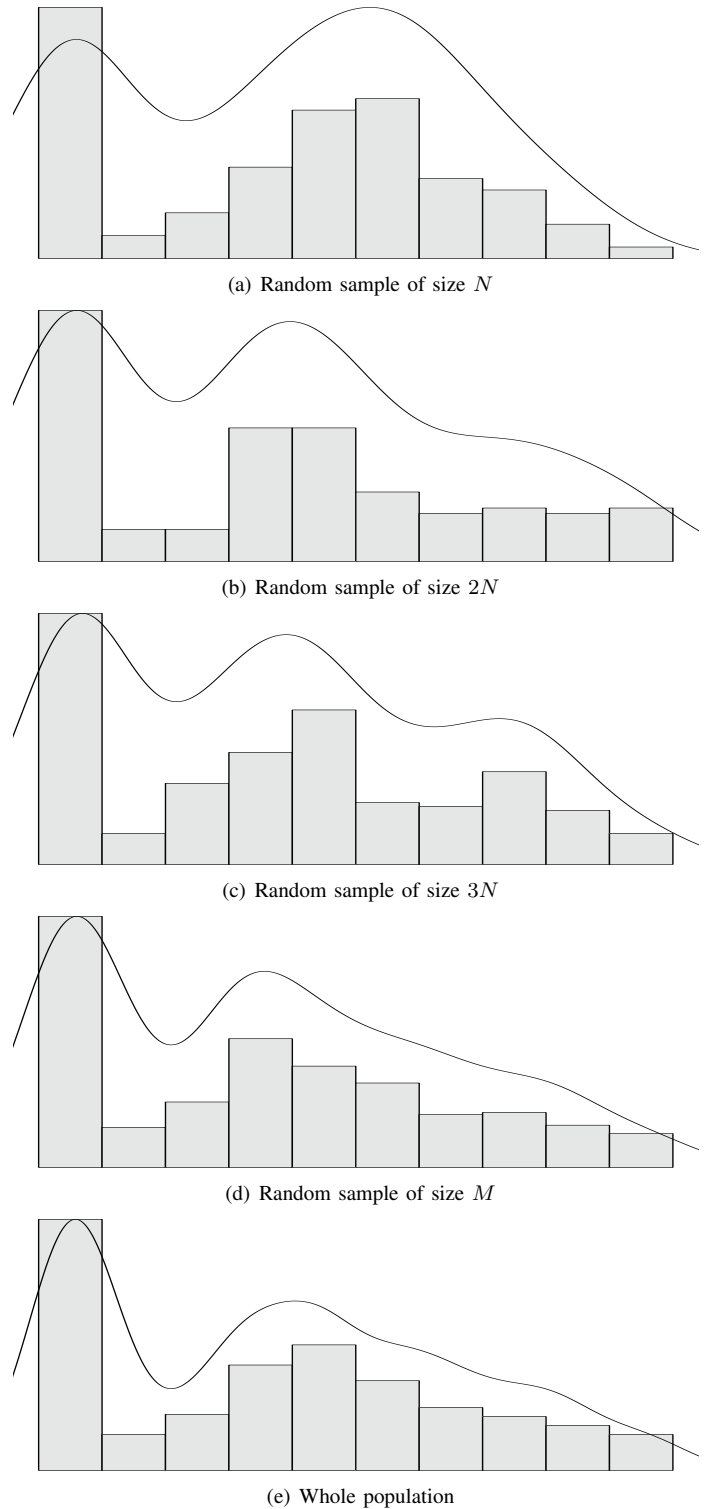 (a) Random sample of size N
(b) Random sample of size 2N
(c) Random sample of size 3N
(d) Random sample of size M
(e) Whole population